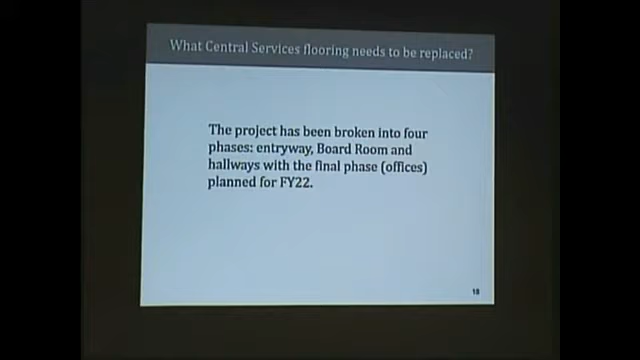 What Central Services flooring needs to be replaced?
The project has been broken into four
phases: entryway, Board Room and
hallways with the final phase (offices)
planned for FY22.
18